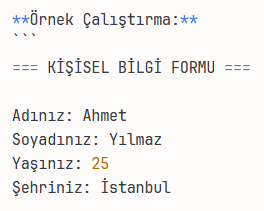 **Örnek Çalıştırma:**
```
=== KİŞİSEL BİLGİ FORMU ===
Adınız: Ahmet
Soyadınız: Yılmaz
Yaşınız: 25
Şehriniz: İstanbul